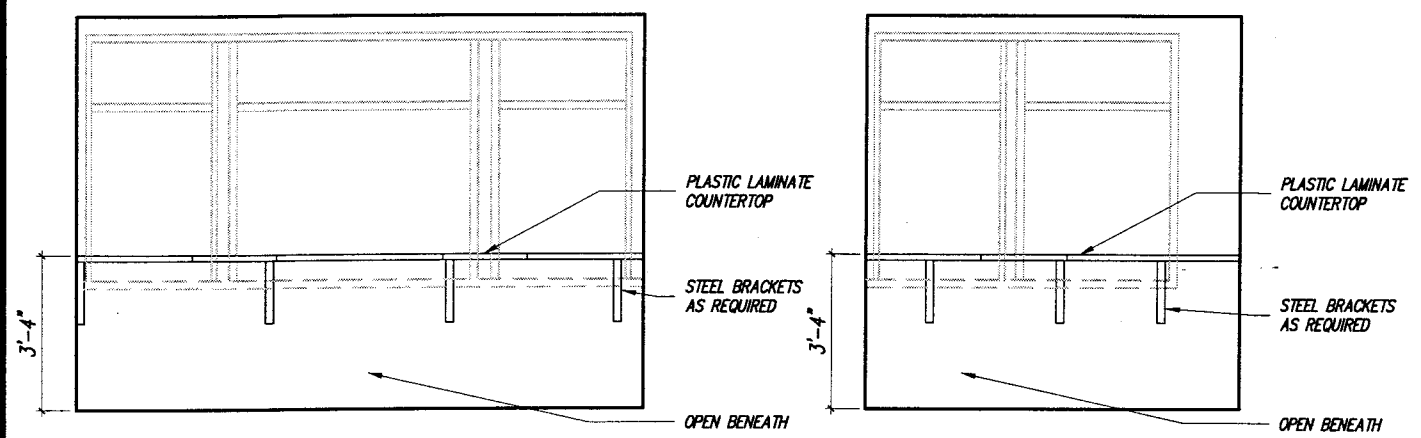 PLASTIC LAMINATE
COUNTERTOP
STEEL BRACKETS
AS REQUIRED
3'-4"
OPEN BENEATH
PLASTIC LAMINATE
COUNTERTOP
STEEL BRACKETS
AS REQUIRED
3'-4"
OPEN BENEATH